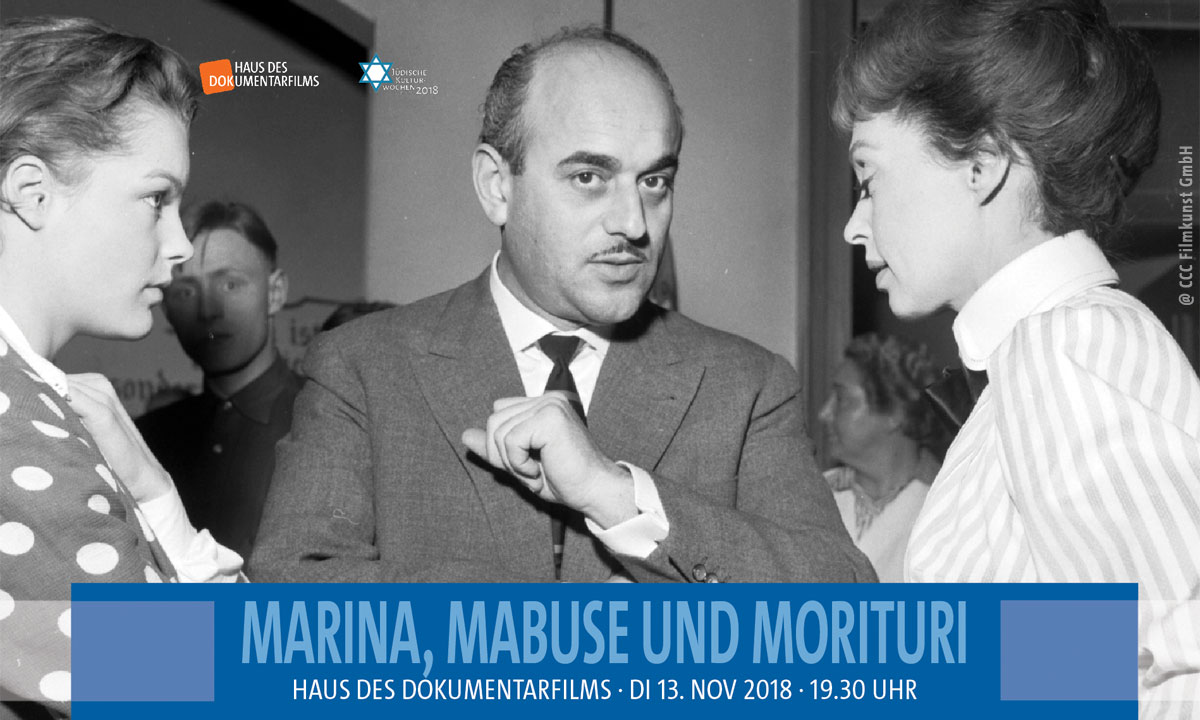 HAUS DES
DOKUMENTARFILMS
JÜDISCHE
KULTUR-
WOCHEN 2018
@ CCC Filmkunst GmbH
MARINA, MABUSE UND MORITURI
HAUS DES DOKUMENTARFILMS · DI 13. NOV 2018 · 19.30 UHR